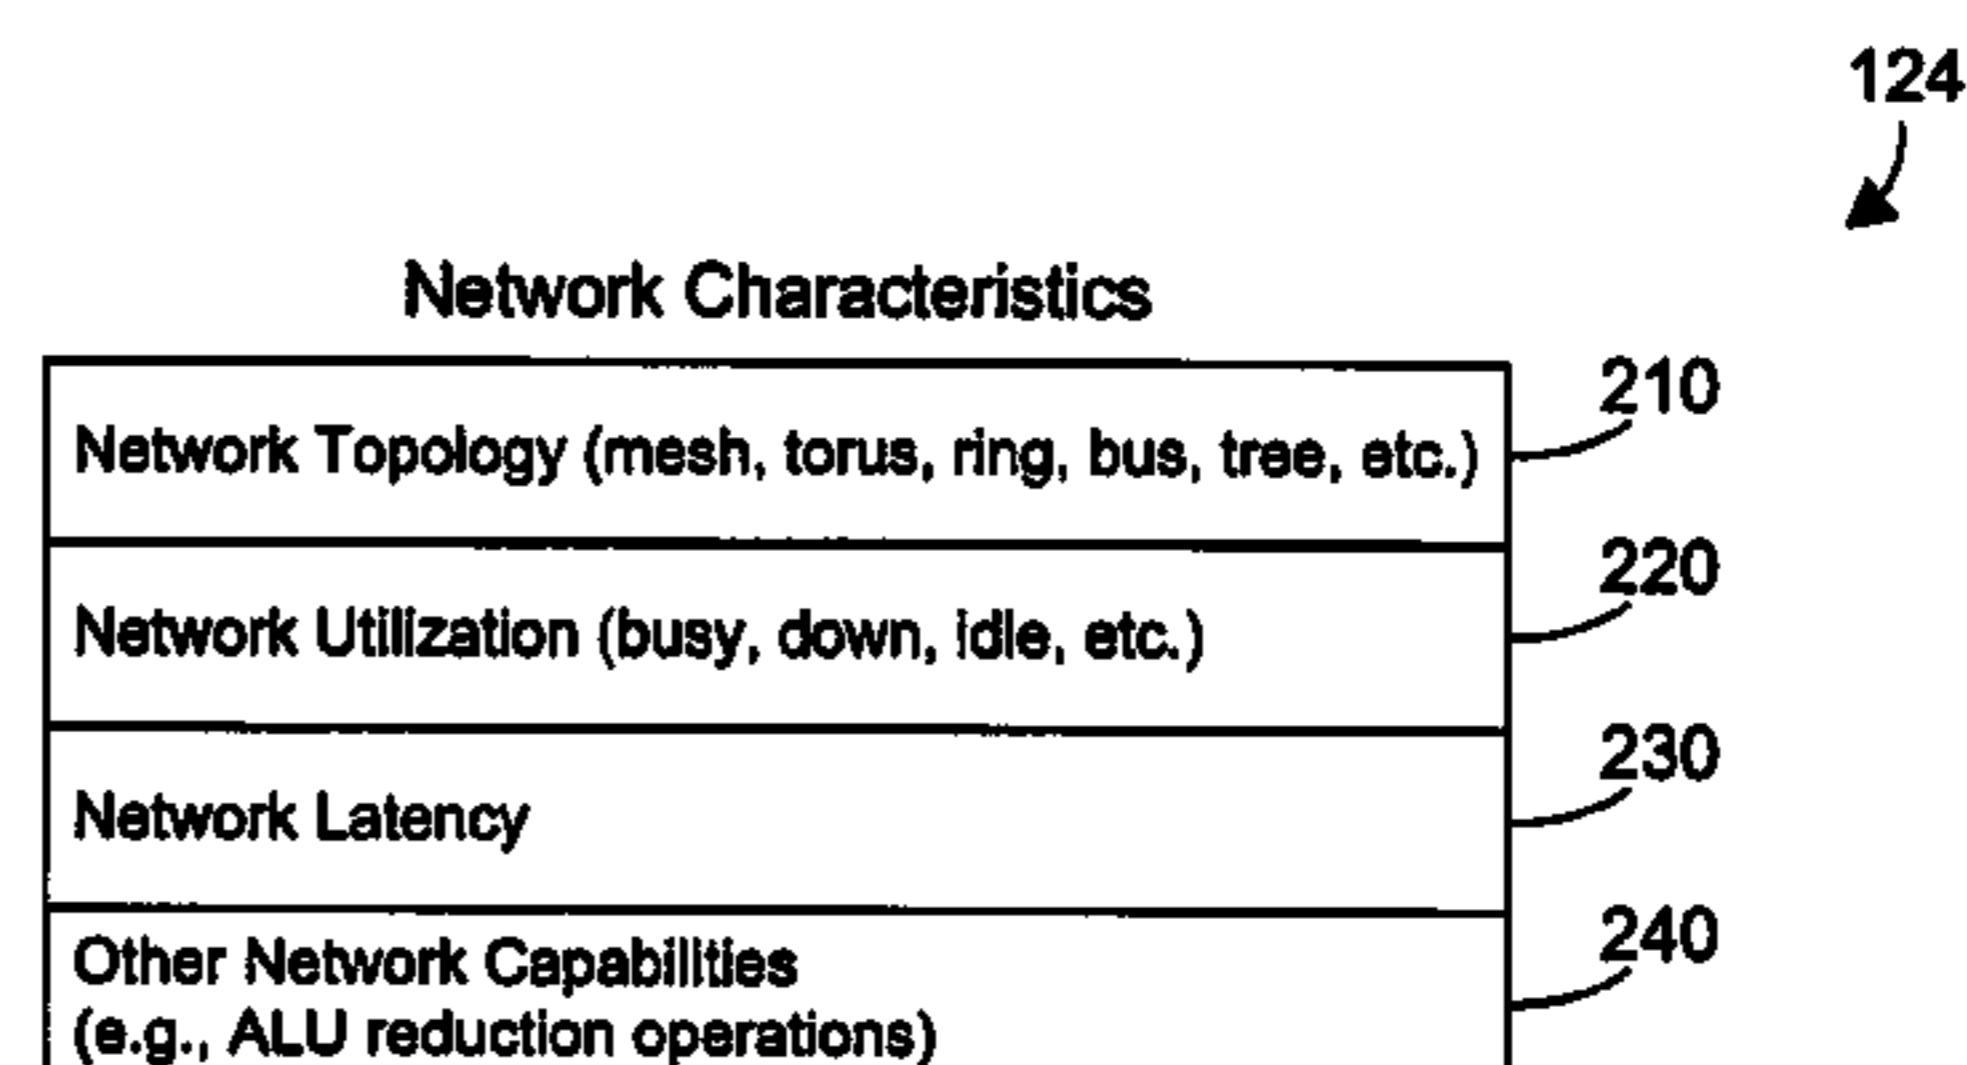 124
Network Characteristics
210
Network Topology (mesh, torus, ring, bus, tree, etc.)
220
Network Utilization (busy, down, idle, etc.)
230
Network Latency
240
Other Network Capabilities
(e.g., ALU reduction operations)